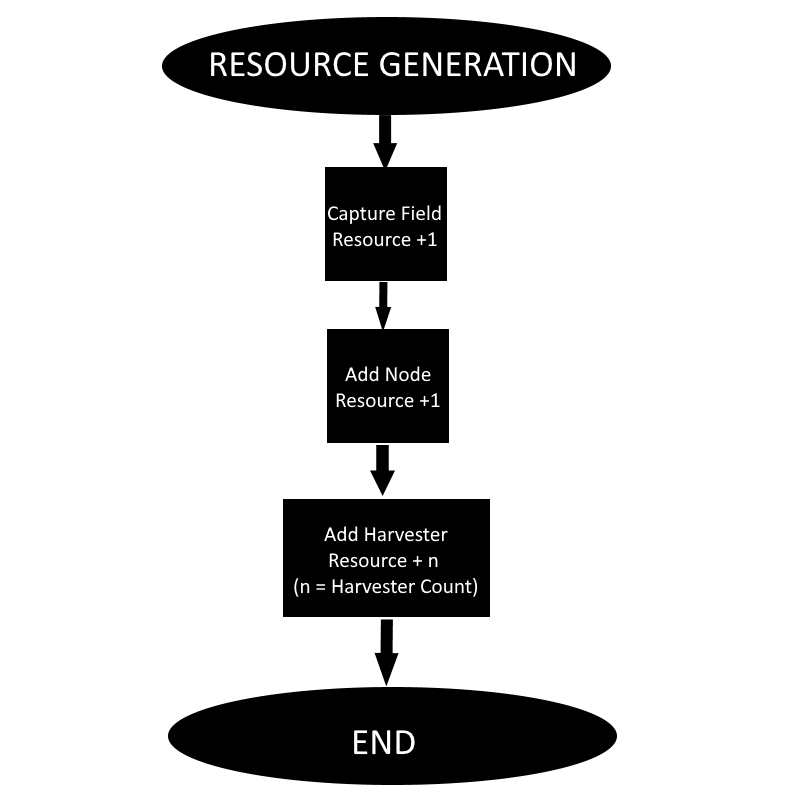 RESOURCE GENERATION
Capture Field
Resource +1
Add Node
Resource +1
Add Harvester
Resource + n
(n = Harvester Count)
END